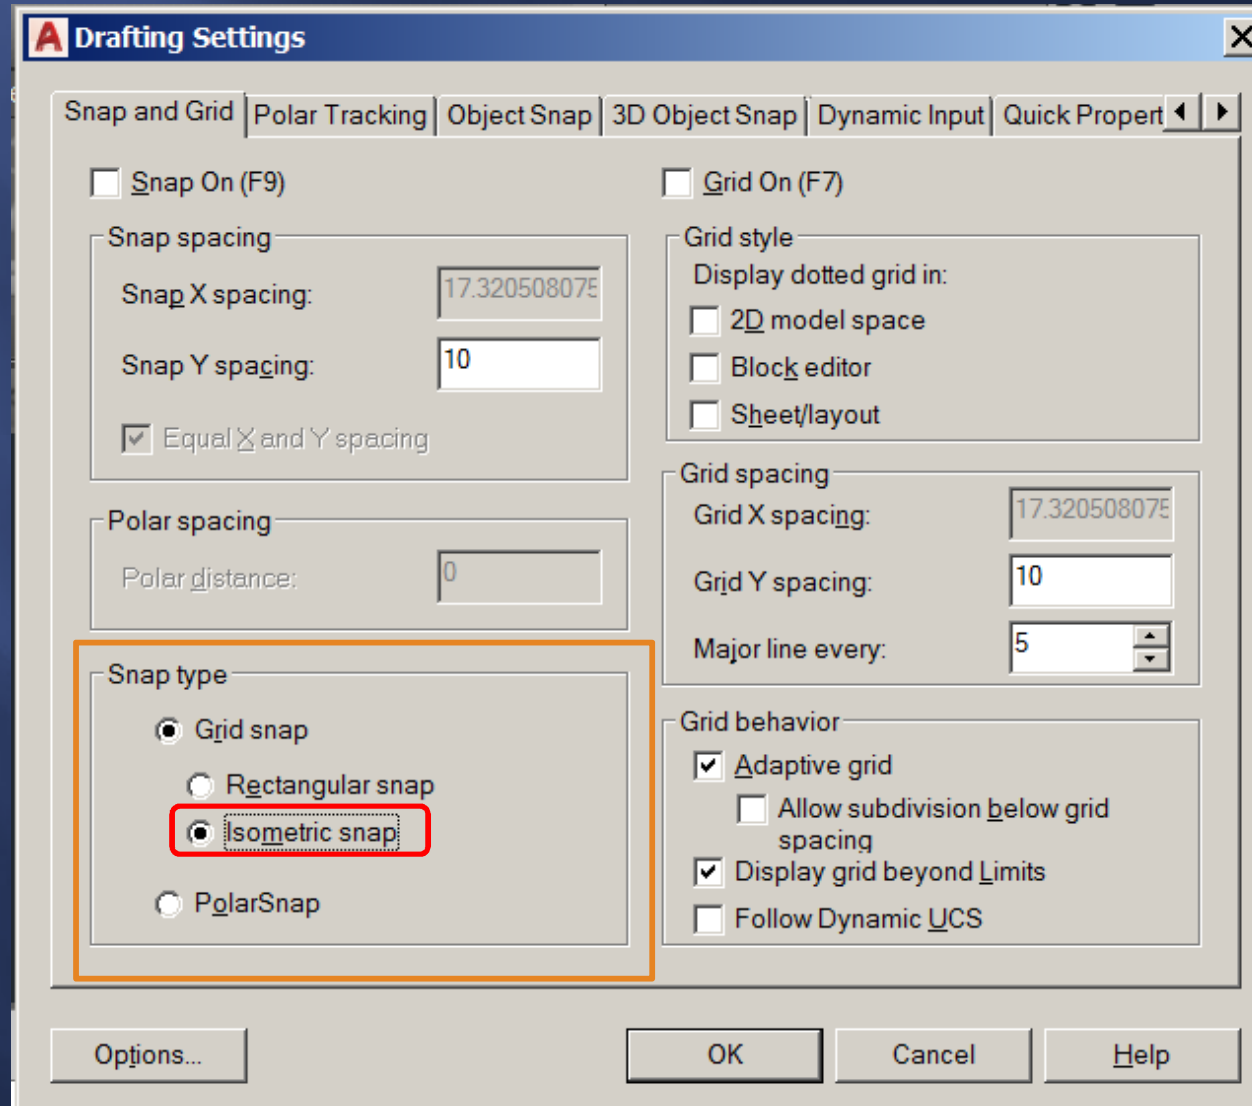 Drafting Settings
Snap and Grid Polar Tracking Object Snap 3D Object Snap Dynamic Input Quick Propert
Snap On (F9)
Snap spacing
Snap X spacing: 17.320508075
Snap Y spacing: 10
Equal X and Y spacing
Polar spacing
Polar distance: 0
Snap type
Grid snap
Rectangular snap
Isometric snap
PolarSnap
Grid On (F7)
Grid style
Display dotted grid in:
2D model space
Block editor
Sheet/layout
Grid spacing
Grid X spacing: 17.320508075
Grid Y spacing: 10
Major line every: 5
Grid behavior
Adaptive grid
Allow subdivision below grid
spacing
Display grid beyond Limits
Follow Dynamic UCS
Options... OK Cancel Help